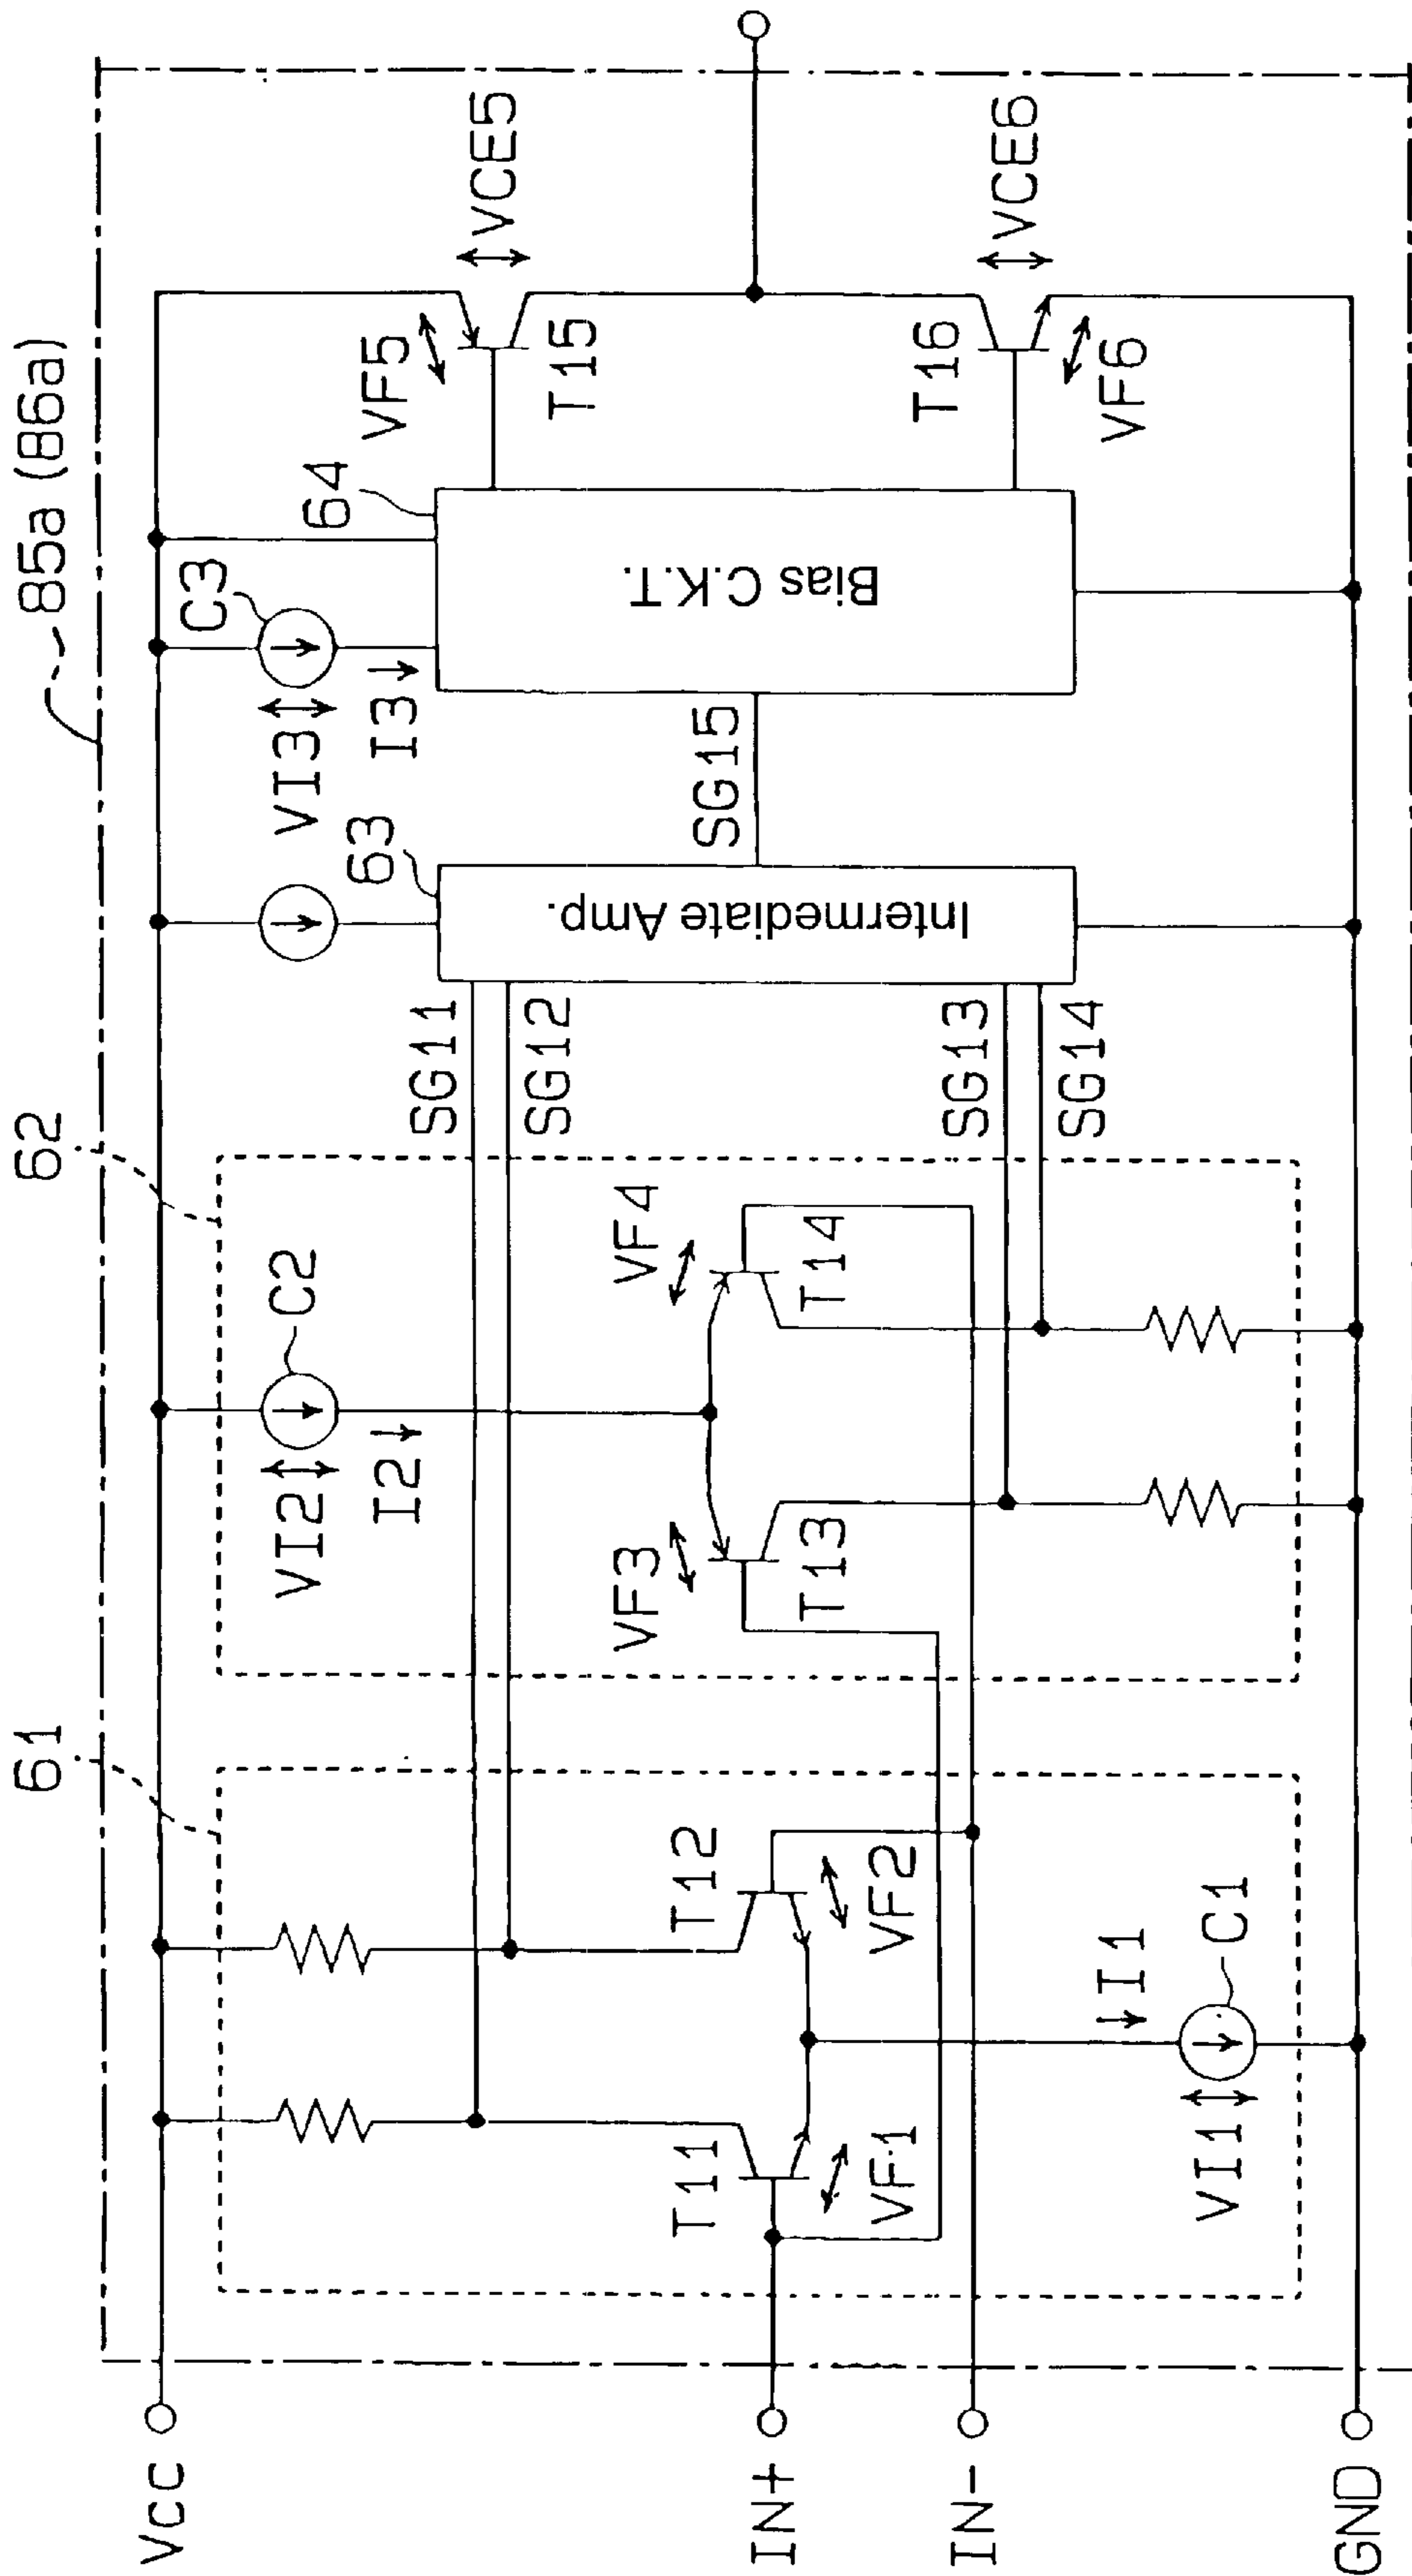 85a (86a)
62
61
Vcc
IN+
IN-
GND
T11
VF1
T12
VF2
I1
C1
VI1
C2
VI2
I2
VF3
T13
VF4
T14
SG11
SG12
SG13
SG14
63
Intermediate Amp.
SG15
C3
VI3
I3
64
Bias C.K.T.
VF5
T15
VCE5
T16
VF6
VCE6